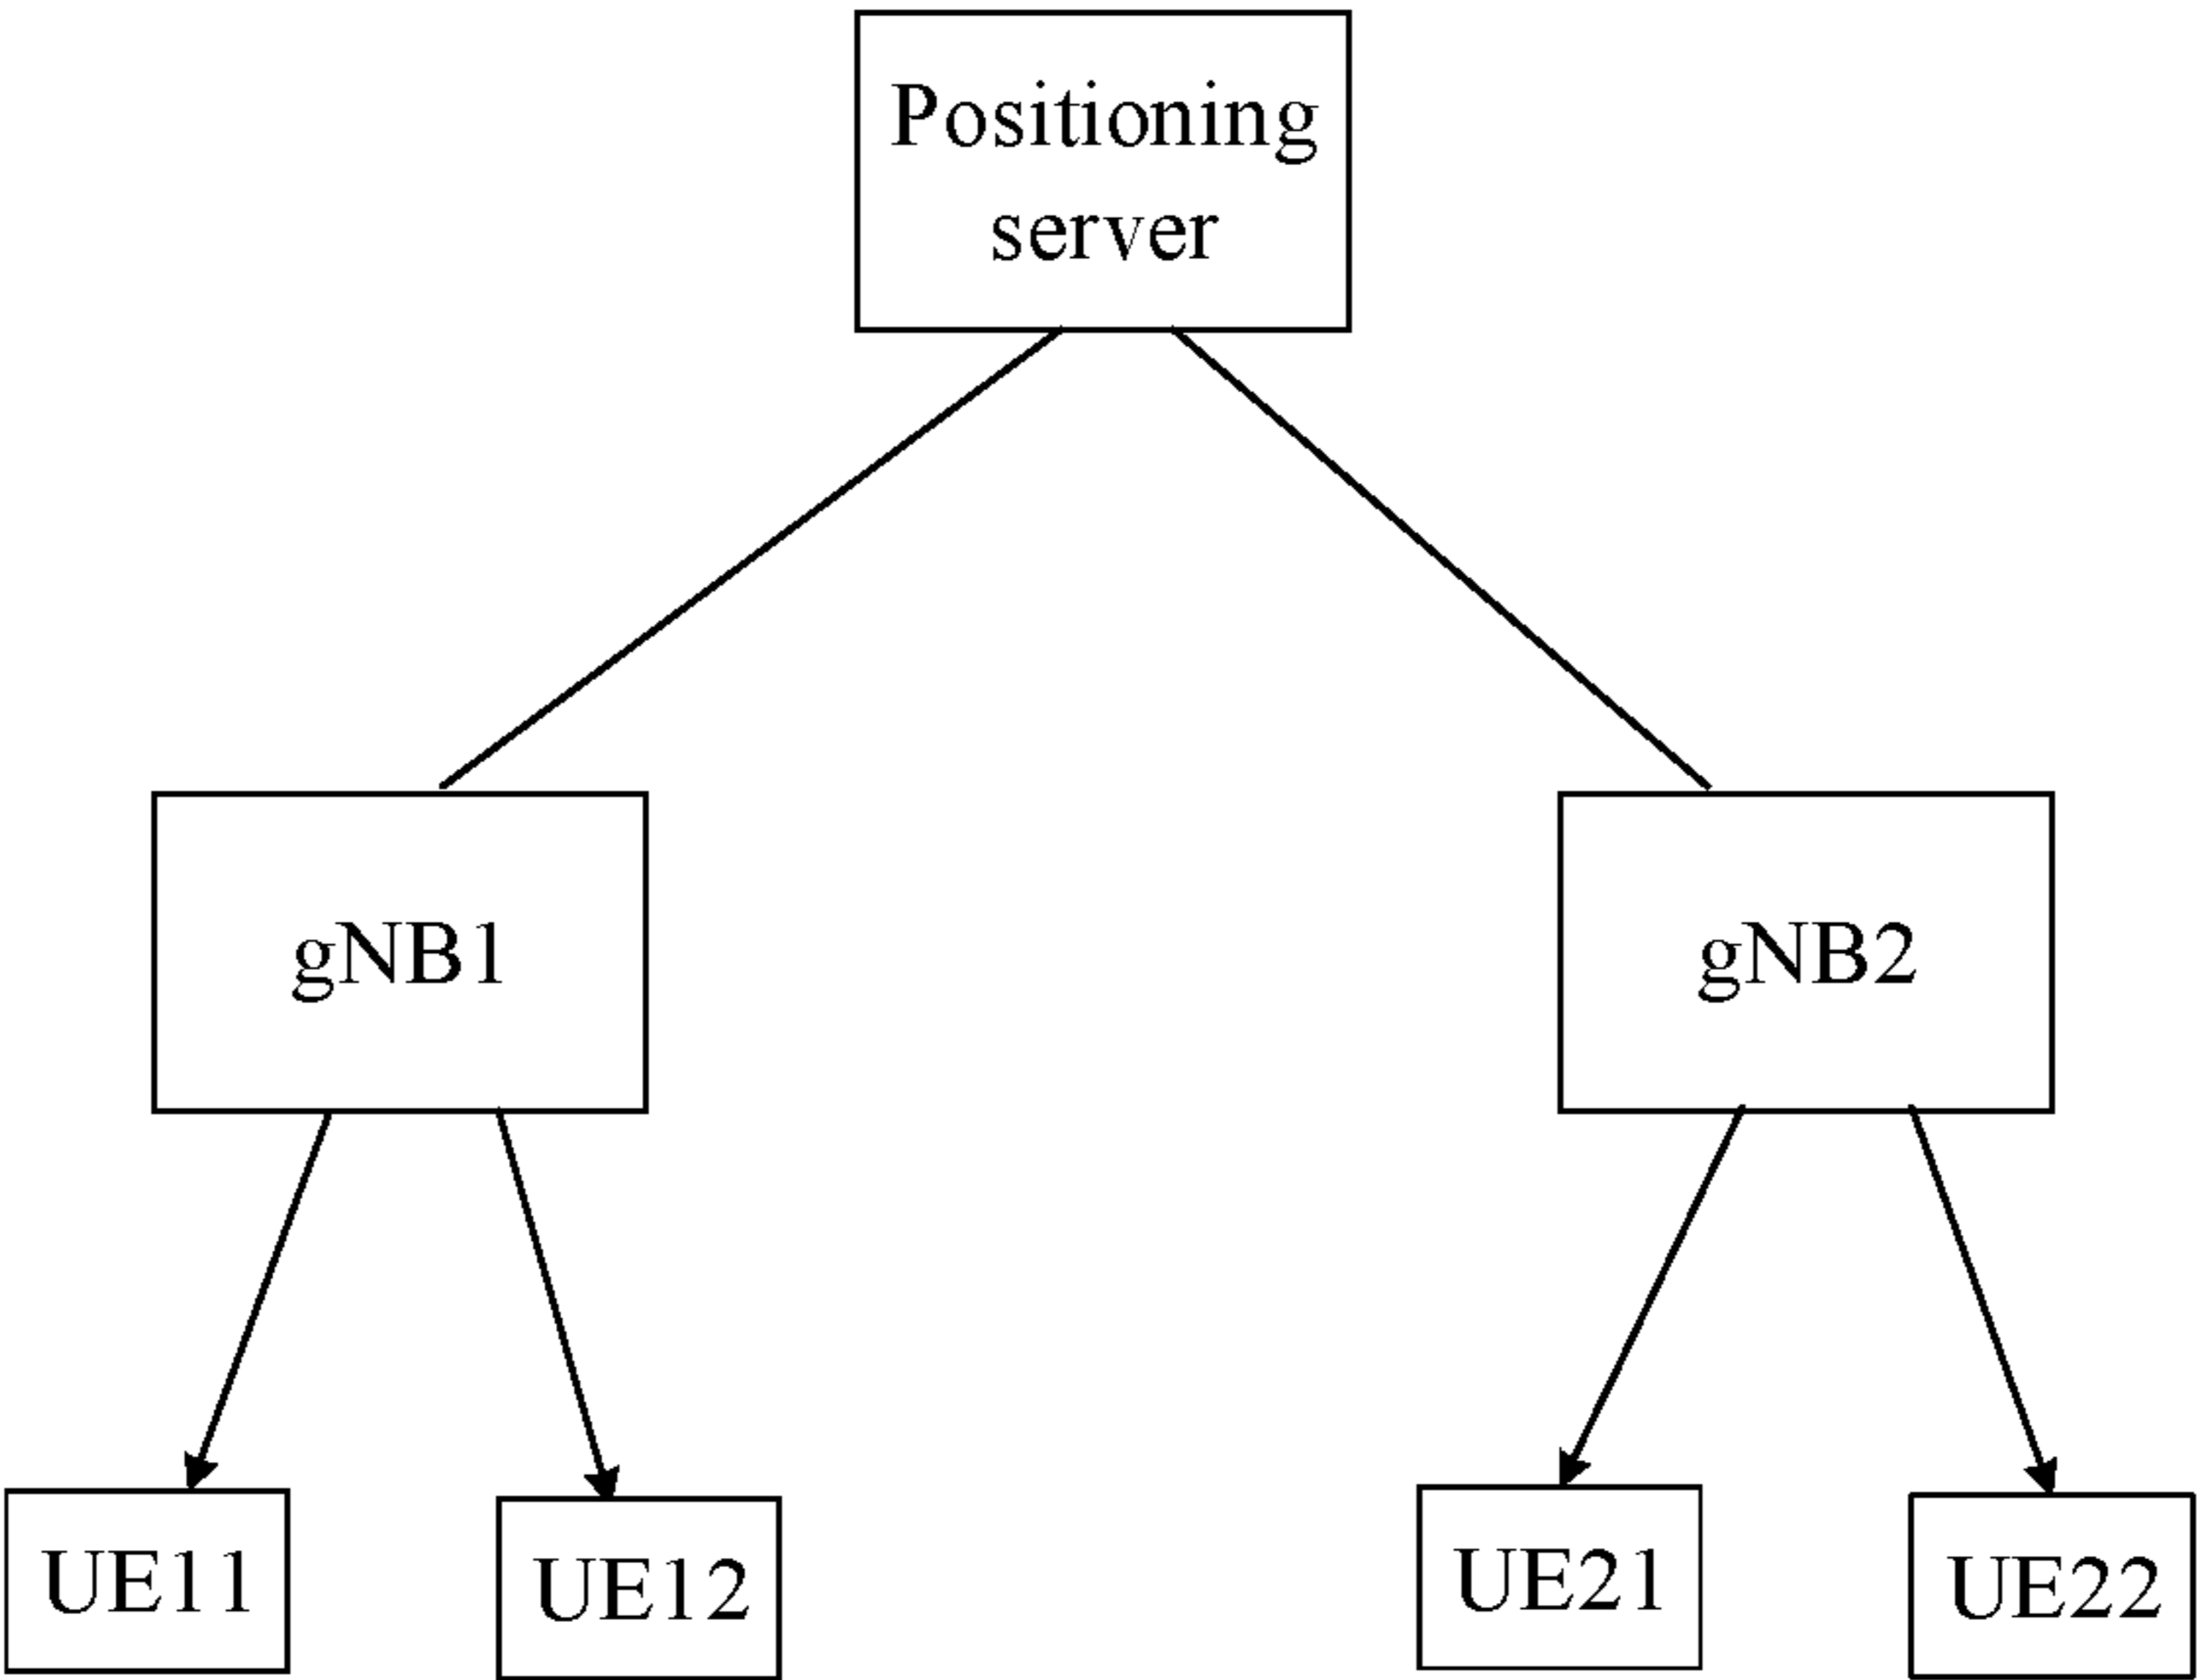 Positioning
server
gNB1
gNB2
UE11
UE12
UE21
UE22